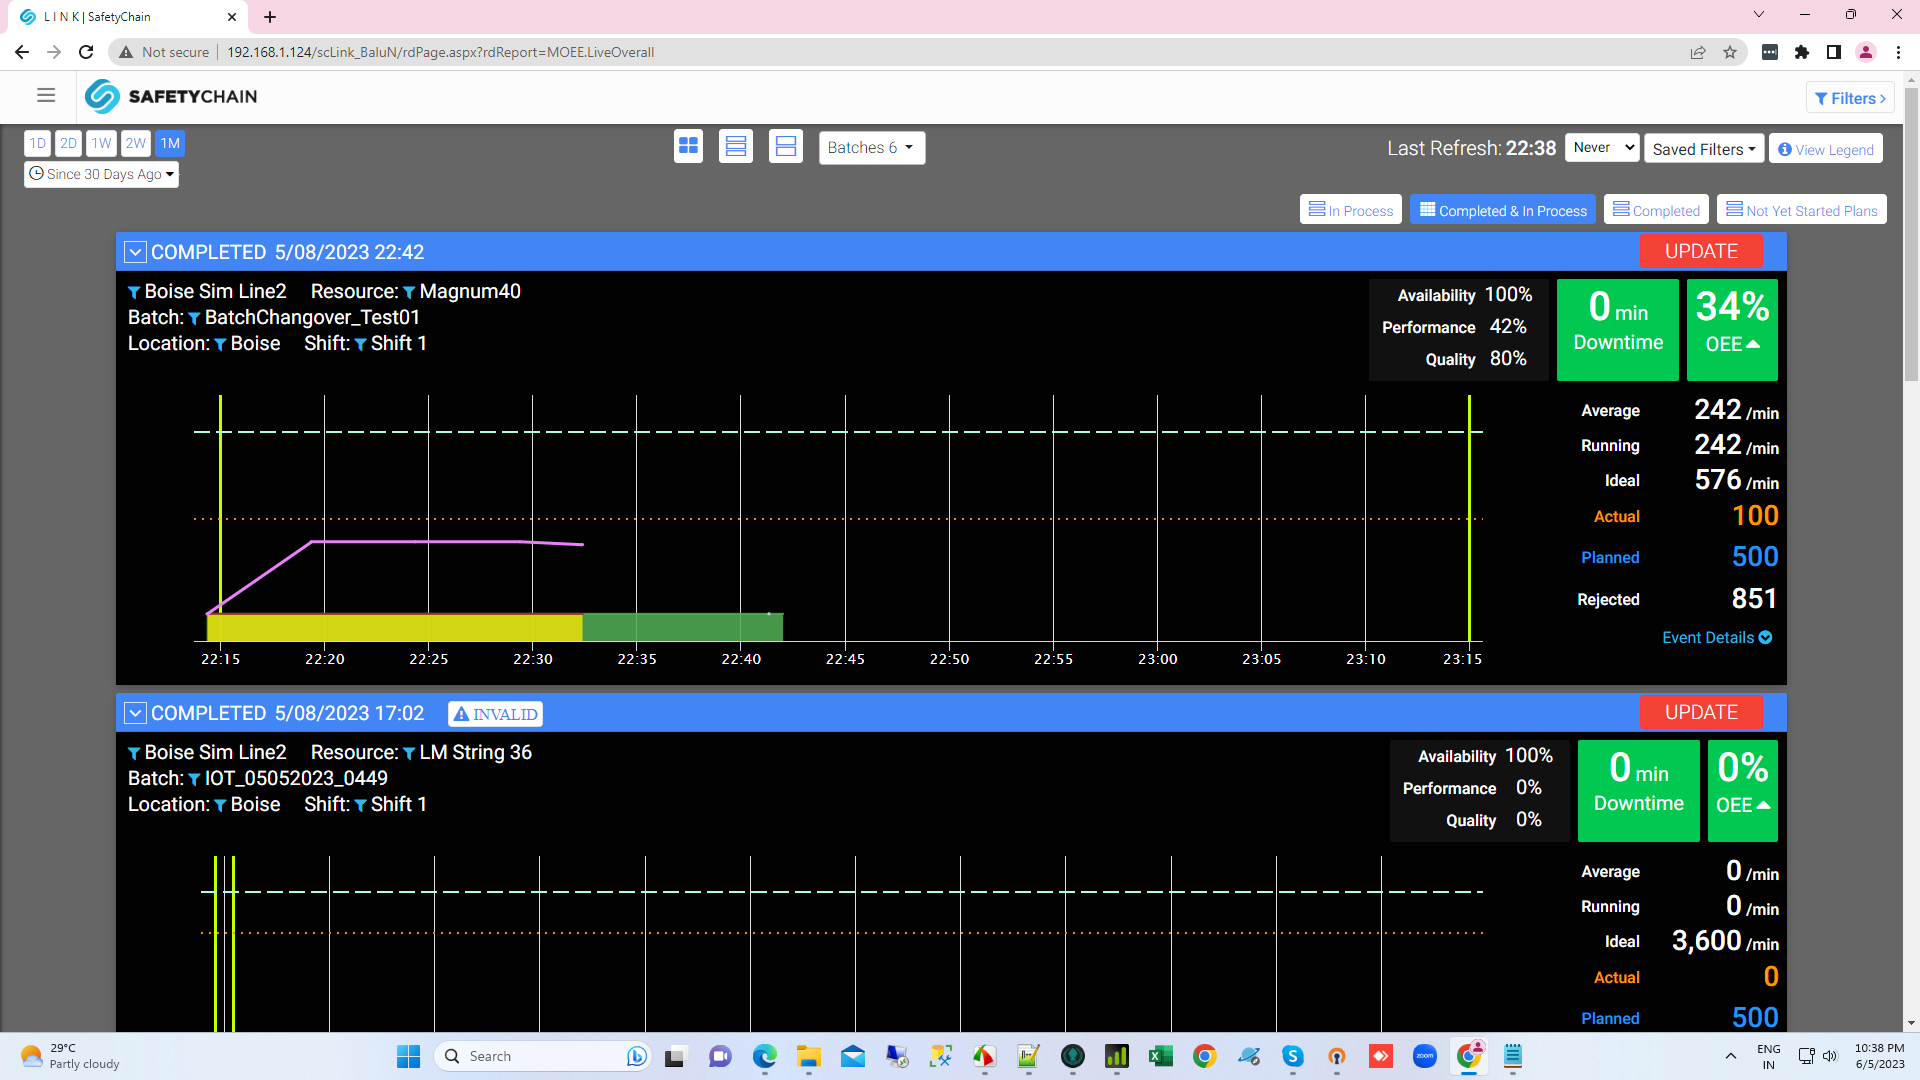 L I N K | SafetyChain
Not secure
192.168.1.124/scLink_BaluN/rdPage.aspx?rdReport=MOEE.LiveOverall
SAFETYCHAIN
Filters
1D 2D 1W 2W 1M
Since 30 Days Ago
Batches 6
Last Refresh: 22:38
Never
Saved Filters
View Legend
In Process
Completed & In Process
Completed
Not Yet Started Plans
COMPLETED 5/08/2023 22:42
UPDATE
Boise Sim Line2 Resource: Magnum40
Batch: BatchChangover_Test01
Location: Boise Shift: Shift 1
Availability 100%
Performance 42%
Quality 80%
0 min
Downtime
34%
OEE
Average 242 /min
Running 242 /min
Ideal 576 /min
Actual 100
Planned 500
Rejected 851
Event Details
22:15 22:20 22:25 22:30 22:35 22:40 22:45 22:50 22:55 23:00 23:05 23:10 23:15
COMPLETED 5/08/2023 17:02
INVALID
UPDATE
Boise Sim Line2 Resource: LM String 36
Batch: IOT_05052023_0449
Location: Boise Shift: Shift 1
Availability 100%
Performance 0%
Quality 0%
0 min
Downtime
0%
OEE
Average 0 /min
Running 0 /min
Ideal 3,600 /min
Actual 0
Planned 500
29°C
Partly cloudy
Search
zoom
ENG
IN
10:38 PM
6/5/2023